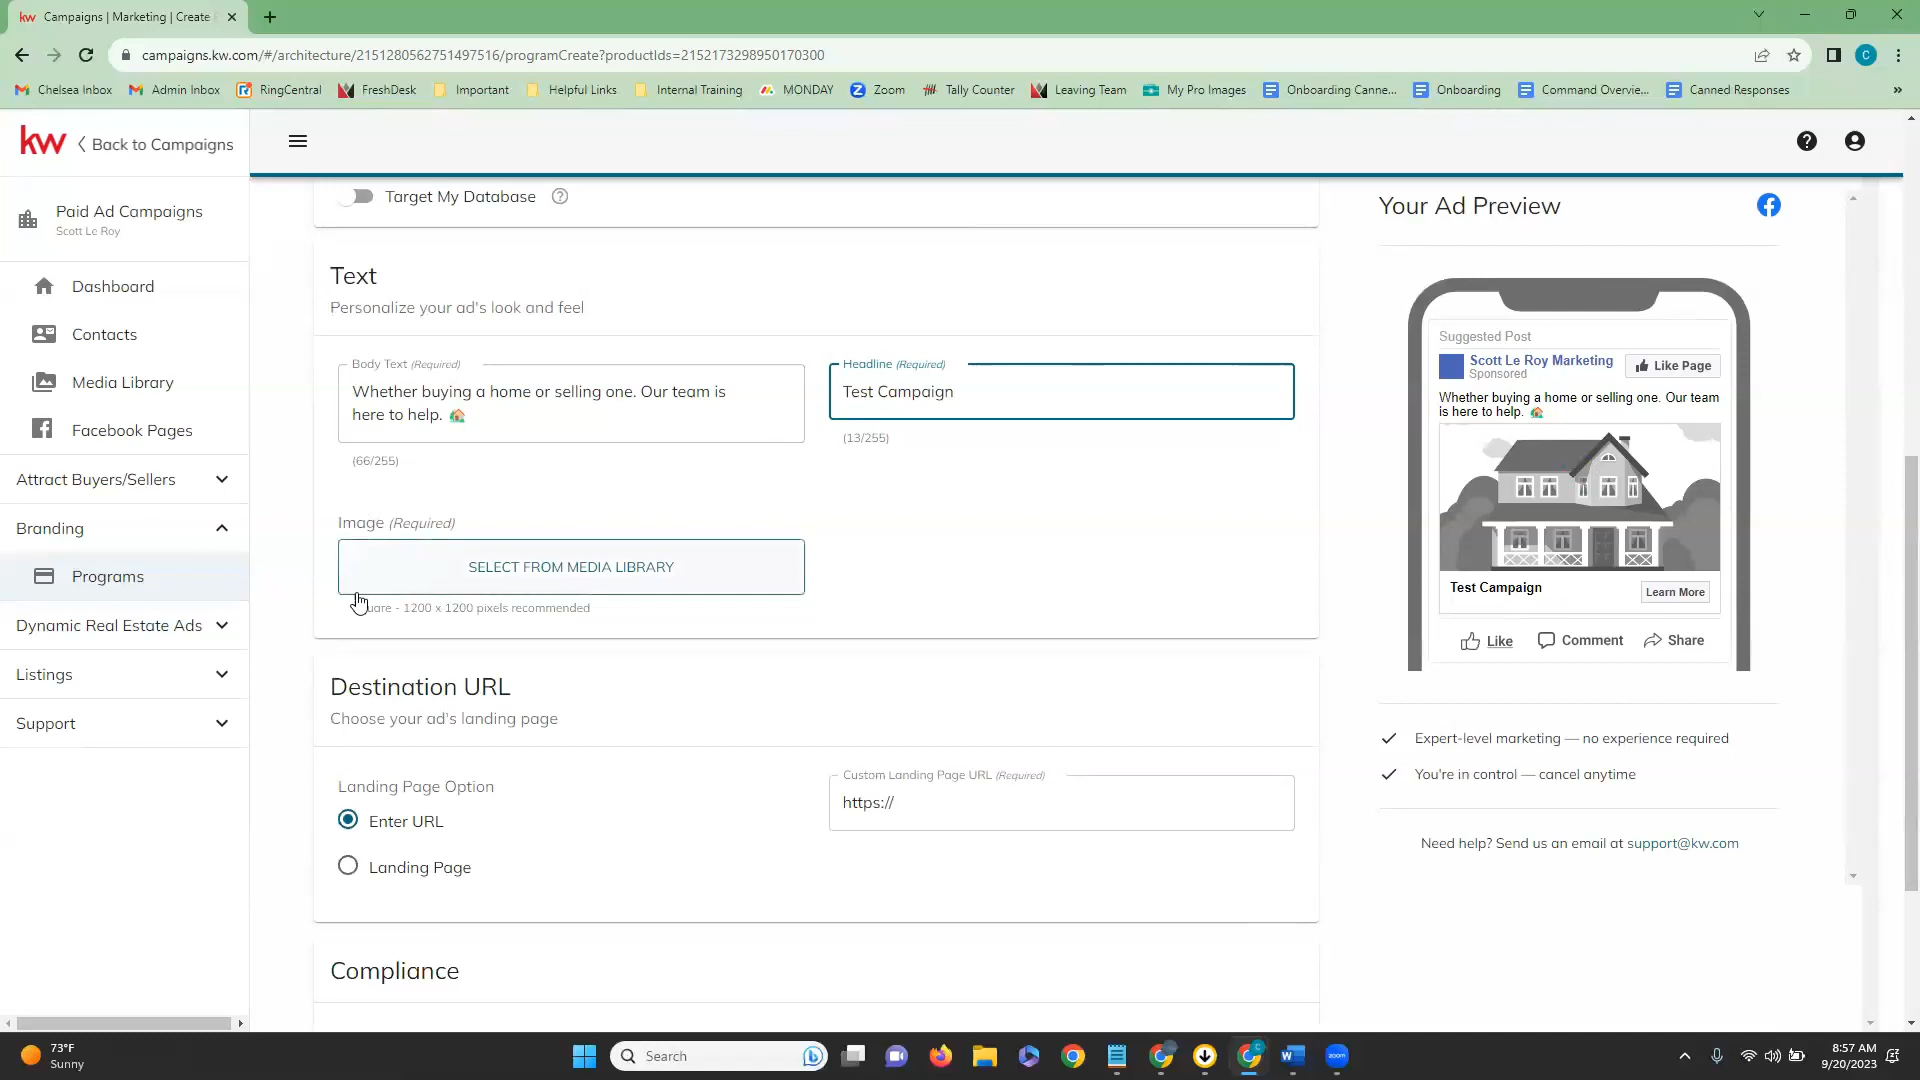 kw Campaigns | Marketing | Create
campaigns.kw.com/#/architecture/2151280562751497516/programCreate?productIds=2152173298950170300
Chelsea Inbox
Admin Inbox
RingCentral
FreshDesk
Important
Helpful Links
Internal Training
MONDAY
Zoom
Tally Counter
Leaving Team
My Pro Images
Onboarding Canne...
Onboarding
Command Overvie...
Canned Responses
»
C
kw Back to Campaigns
Paid Ad Campaigns
Scott Le Roy
Dashboard
Contacts
Media Library
Facebook Pages
Attract Buyers/Sellers
Branding
Programs
Dynamic Real Estate Ads
Listings
Support
Target My Database
Text
Personalize your ad's look and feel
Body Text (Required)
Whether buying a home or selling one. Our team is
here to help. 🏡
(66/255)
Headline (Required)
Test Campaign
(13/255)
Image (Required)
SELECT FROM MEDIA LIBRARY
- 1200 x 1200 pixels recommended
Destination URL
Choose your ad's landing page
Landing Page Option
Enter URL
Landing Page
Custom Landing Page URL (Required)
https://
Compliance
Your Ad Preview
Suggested Post
Scott Le Roy Marketing
Sponsored
Like Page
Whether buying a home or selling one. Our team
is here to help. 🏡
Test Campaign
Learn More
Like
Comment
Share
Expert-level marketing — no experience required
You're in control — cancel anytime
Need help? Send us an email at support@kw.com
73°F
Sunny
Search
zoom
8:57 AM
9/20/2023